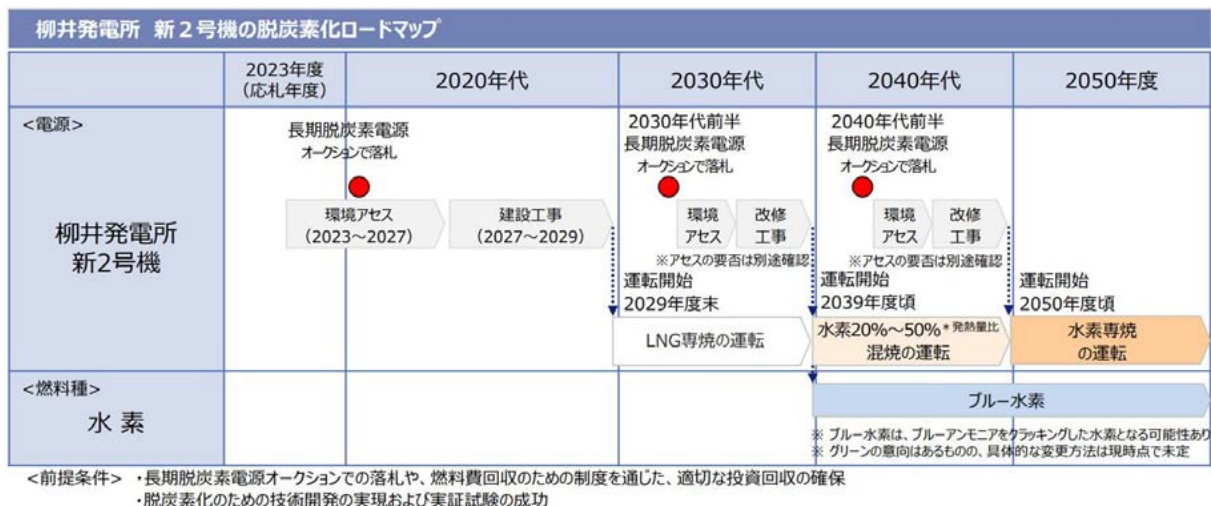 柳井発電所 新2号機の脱炭素化ロードマップ
2023年度
(応札年度)
2020年代
2030年代
2040年代
2050年度
<電源>
柳井発電所
新2号機
長期脱炭素電源
オークションで落札
環境アセス
(2023～2027)
建設工事
(2027～2029)
2030年代前半
長期脱炭素電源
オークションで落札
環境
アセス
改修
工事
※アセスの要否は別途確認
運転開始
2029年度末
LNG専焼の運転
2040年代前半
長期脱炭素電源
オークションで落札
環境
アセス
改修
工事
※アセスの要否は別途確認
運転開始
2039年度頃
水素20%～50%*発熱量比
混焼の運転
運転開始
2050年度頃
水素専焼
の運転
<燃料種>
水 素
ブルー水素
※ ブルー水素は、ブルーアンモニアをクラッキングした水素となる可能性あり
※ グリーンの意向はあるものの、具体的な変更方法は現時点で未定
<前提条件> ・長期脱炭素電源オークションでの落札や、燃料費回収のための制度を通じた、適切な投資回収の確保
・脱炭素化のための技術開発の実現および実証試験の成功